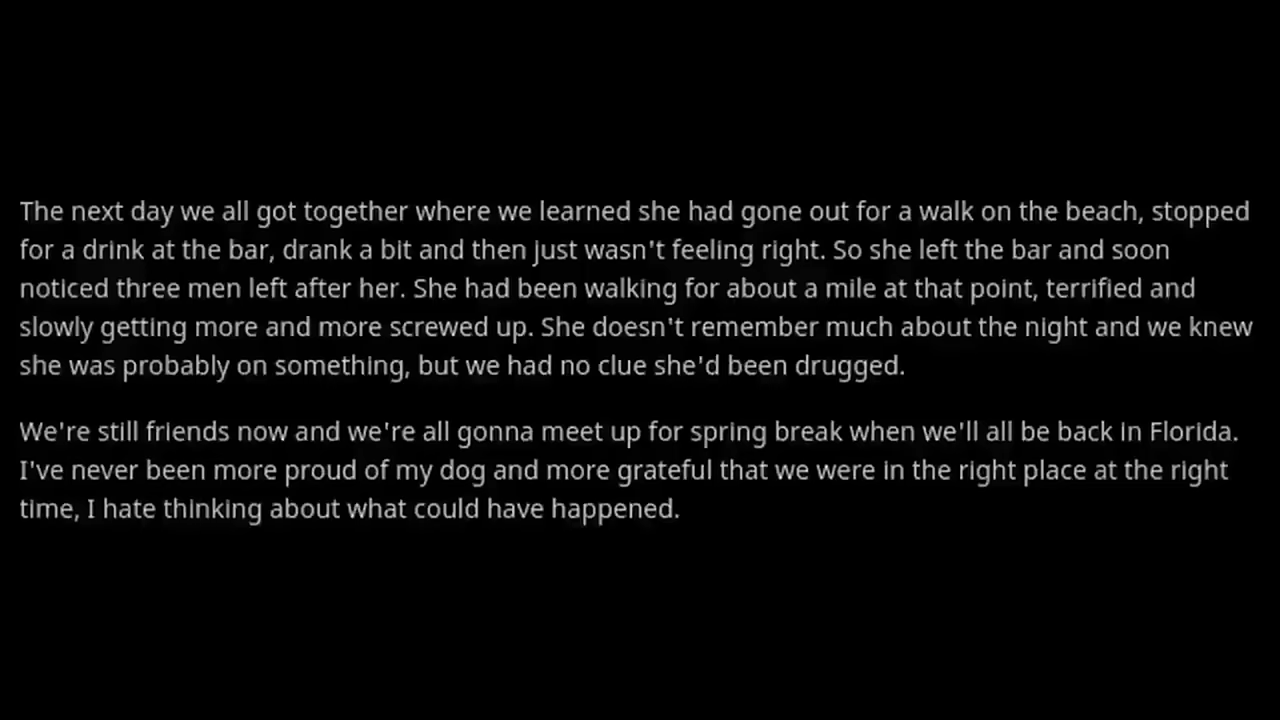 The next day we all got together where we learned she had gone out for a walk on the beach, stopped
for a drink at the bar, drank a bit and then just wasn't feeling right. So she left the bar and soon
noticed three men left after her. She had been walking for about a mile at that point, terrified and
slowly getting more and more screwed up. She doesn't remember much about the night and we knew
she was probably on something, but we had no clue she'd been drugged.
We're still friends now and we're all gonna meet up for spring break when we'll all be back in Florida.
I've never been more proud of my dog and more grateful that we were in the right place at the right
time, I hate thinking about what could have happened.